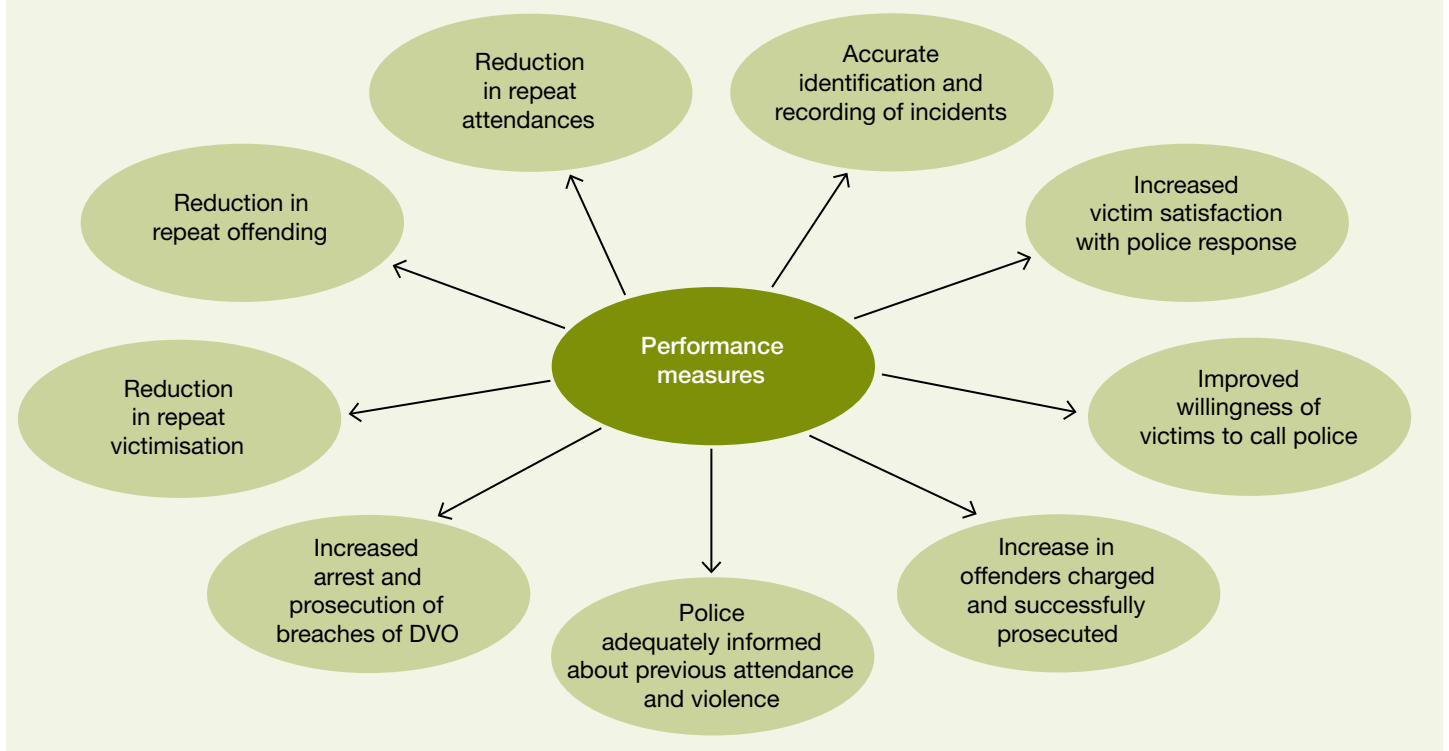 Reduction
in repeat
attendances
Accurate
identification and
recording of incidents
Reduction in
repeat offending
Increased
victim satisfaction
with police response
Performance
measures
Reduction
in repeat
victimisation
Improved
willingness of
victims to call police
Increased
arrest and
prosecution of
breaches of DVO
Police
adequately informed
about previous attendance
and violence
Increase in
offenders charged
and successfully
prosecuted